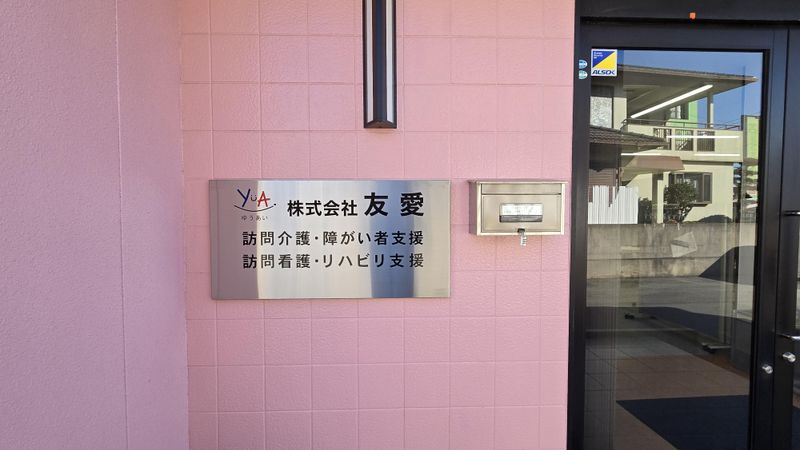 YUA
ゆうあい
株式会社 友愛
訪問介護・障がい者支援
訪問看護・リハビリ支援
ALSOK